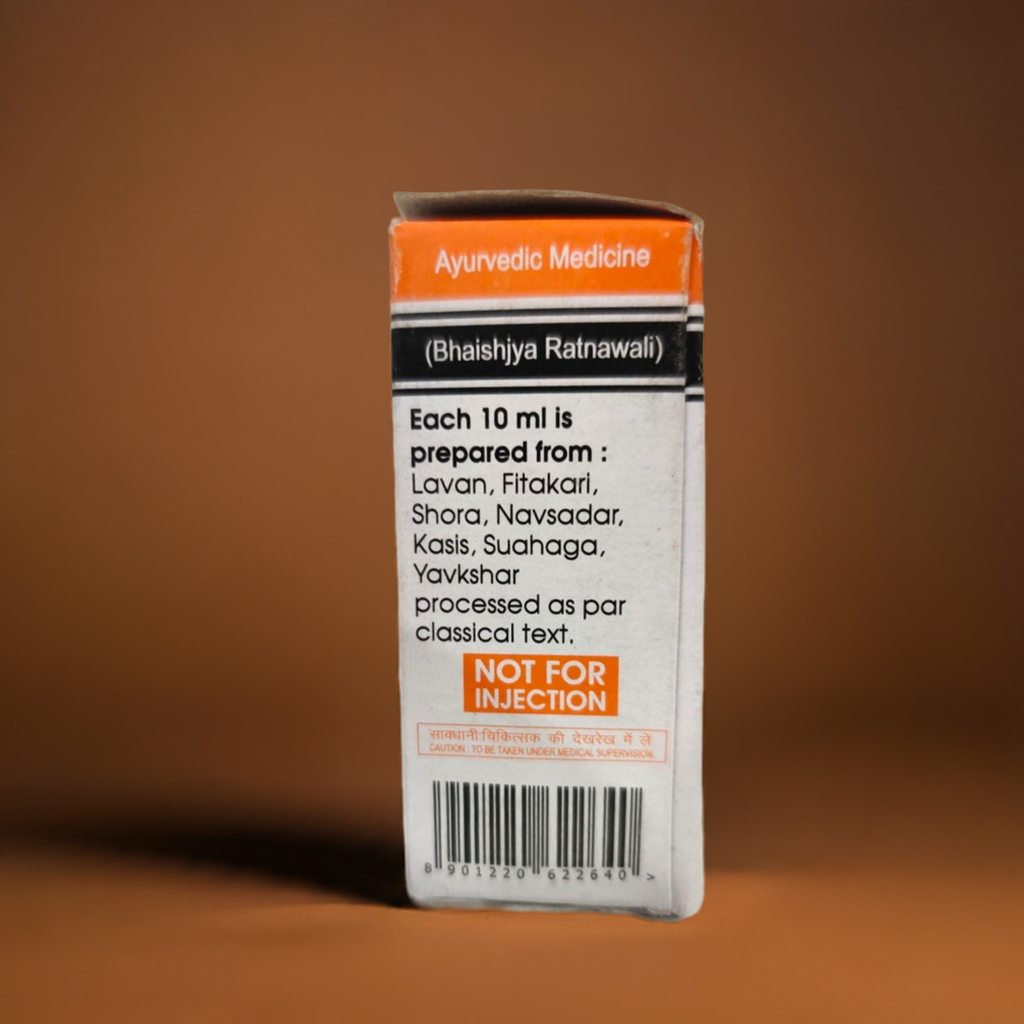 Ayurvedic Medicine
(Bhaishjya Ratnawali)
Each 10 ml is
prepared from :
Lavan, Fitakari,
Shora, Navsadar,
Kasis, Suahaga,
Yavkshar
processed as par
classical text.
NOT FOR
INJECTION
सावधानी:चिकित्सक की देखरेख में लें
CAUTION : TO BE TAKEN UNDER MEDICAL SUPERVISION.
8 901220 622640 >